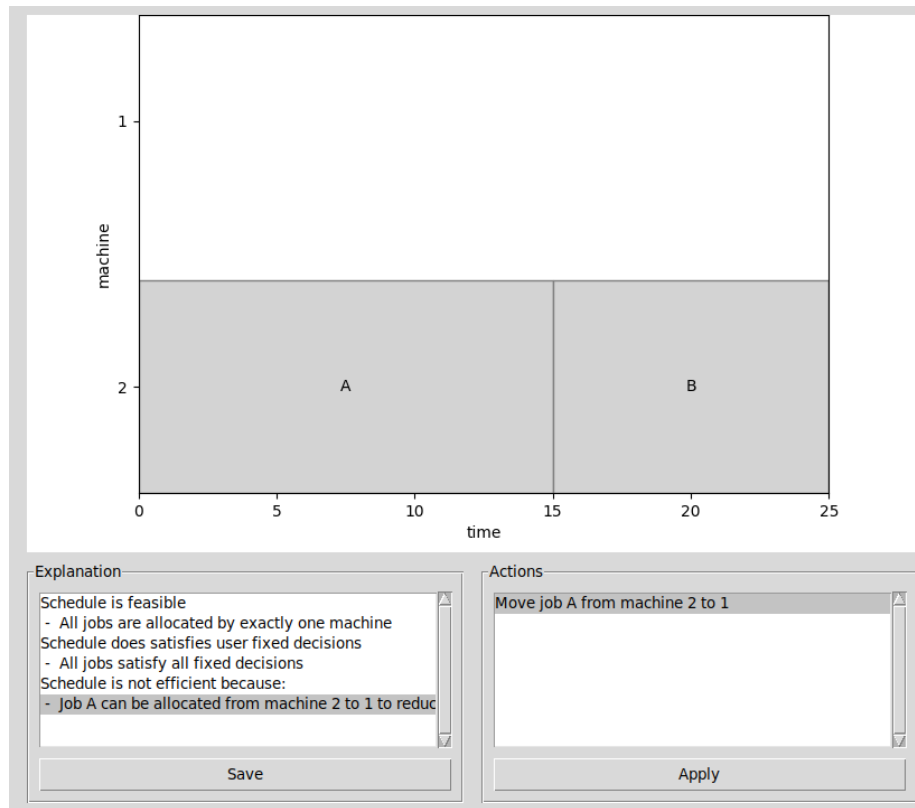 1
machine
2
A
B
0 5 10 15 20 25
time
Explanation
Schedule is feasible
- All jobs are allocated by exactly one machine
Schedule does satisfies user fixed decisions
- All jobs satisfy all fixed decisions
Schedule is not efficient because:
- Job A can be allocated from machine 2 to 1 to reduc
Save
Actions
Move job A from machine 2 to 1
Apply